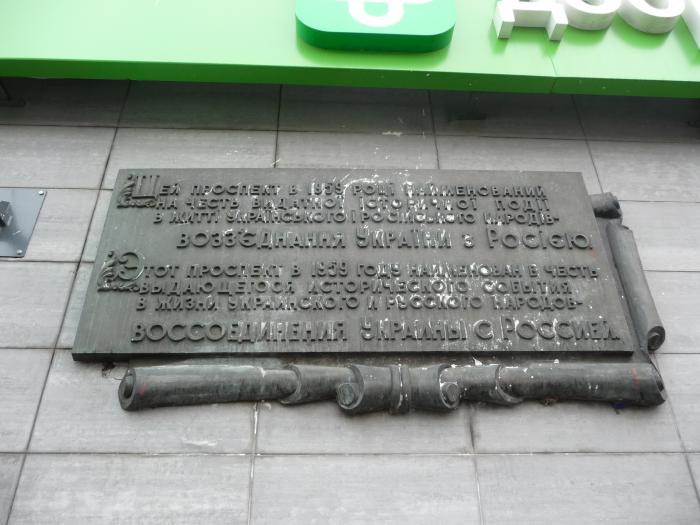 Цей проспект в 1959 році найменований
на честь видатної історичної події
в житті українського і російського народів-
возз'єднання України з Росією.
Этот проспект в 1959 году найменован в честь
выдающегося исторического события
в жизни украинского и русского народов-
воссоединения Украины с Россией.